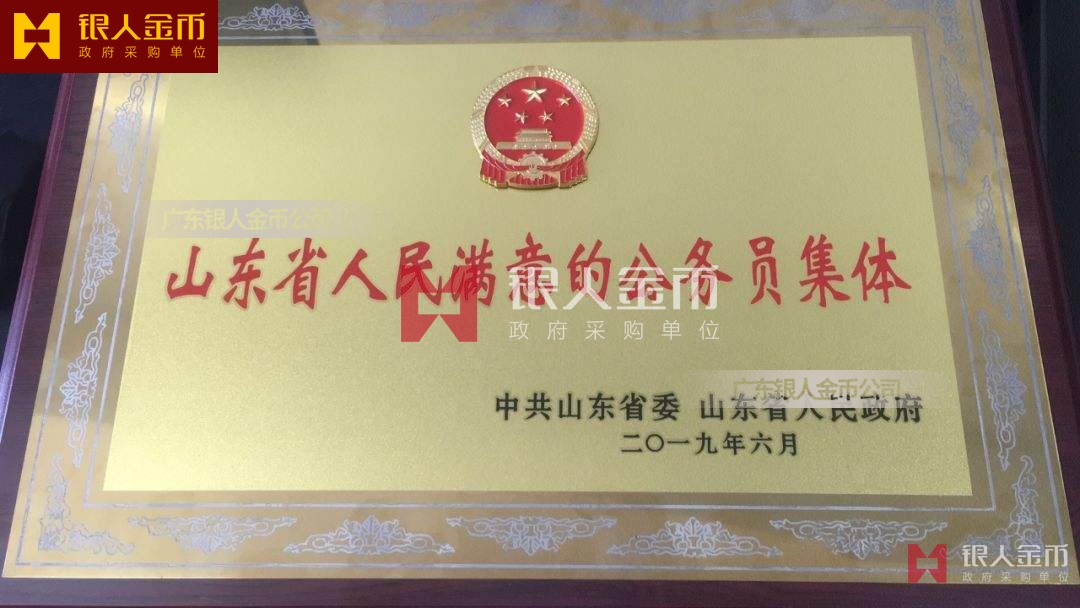 银人金币
政府采购单位
广东银人金币公司
山东省人民满意的公务员集体
银人金币
政府采购单位
广东银人金币公司
中共山东省委 山东省人民政府
二〇一九年六月
银人金币
政府采购单位